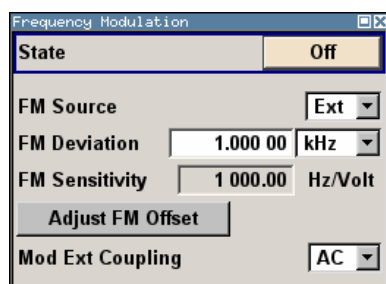 Frequency Modulation
State Off
FM Source Ext
FM Deviation 1.000 00 kHz
FM Sensitivity 1 000.00 Hz/Volt
Adjust FM Offset
Mod Ext Coupling AC